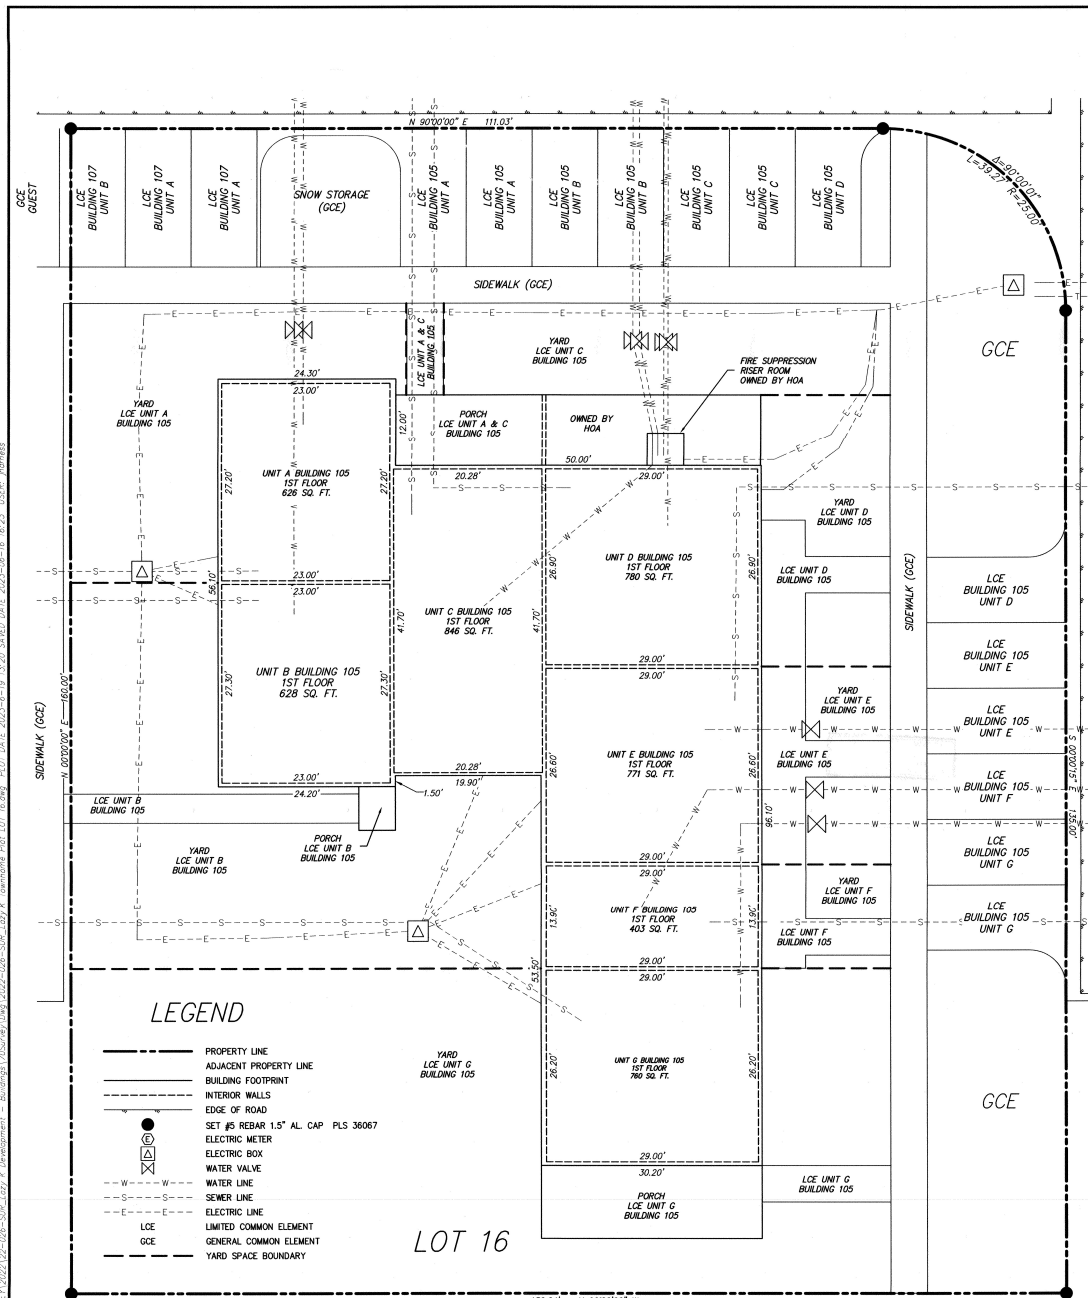 N 90°00'00" E 111.03'
Δ=90°00'01"
L=39.27' R=25.00'
GCE
GUEST
LCE
BUILDING 107
UNIT B
LCE
BUILDING 107
UNIT A
LCE
BUILDING 107
UNIT A
SNOW STORAGE
(GCE)
LCE
BUILDING 105
UNIT A
LCE
BUILDING 105
UNIT A
LCE
BUILDING 105
UNIT B
LCE
BUILDING 105
UNIT B
LCE
BUILDING 105
UNIT C
LCE
BUILDING 105
UNIT C
LCE
BUILDING 105
UNIT D
SIDEWALK (GCE)
GCE
LCE UNIT A & C
BUILDING 105
YARD
LCE UNIT C
BUILDING 105
FIRE SUPPRESSION
RISER ROOM
OWNED BY HOA
YARD
LCE UNIT A
BUILDING 105
24.30'
23.00'
12.00'
PORCH
LCE UNIT A & C
BUILDING 105
OWNED BY
HOA
50.00'
20.28'
29.00'
27.20'
UNIT A BUILDING 105
1ST FLOOR
626 SQ. FT.
27.20'
YARD
LCE UNIT D
BUILDING 105
26.90'
UNIT D BUILDING 105
1ST FLOOR
780 SQ. FT.
26.90'
LCE UNIT D
BUILDING 105
SIDEWALK (GCE)
LCE
BUILDING 105
UNIT D
56.10'
23.00'
23.00'
41.70'
UNIT C BUILDING 105
1ST FLOOR
846 SQ. FT.
41.70'
LCE
BUILDING 105
UNIT E
29.00'
29.00'
27.30'
UNIT B BUILDING 105
1ST FLOOR
628 SQ. FT.
27.30'
YARD
LCE UNIT E
BUILDING 105
LCE
BUILDING 105
UNIT E
SIDEWALK (GCE)
N 00°00'00" E 160.00'
26.60'
UNIT E BUILDING 105
1ST FLOOR
771 SQ. FT.
26.60'
LCE UNIT E
BUILDING 105
20.28'
19.90'
1.50'
23.00'
24.20'
LCE
BUILDING 105
UNIT F
S 00°00'15" E 135.00'
LCE UNIT B
BUILDING 105
96.10'
PORCH
LCE UNIT B
BUILDING 105
YARD
LCE UNIT B
BUILDING 105
LCE
BUILDING 105
UNIT G
29.00'
29.00'
YARD
LCE UNIT F
BUILDING 105
13.90'
UNIT F BUILDING 105
1ST FLOOR
403 SQ. FT.
13.90'
LCE UNIT F
BUILDING 105
LCE
BUILDING 105
UNIT G
53.50'
29.00'
29.00'
LEGEND
PROPERTY LINE
ADJACENT PROPERTY LINE
BUILDING FOOTPRINT
INTERIOR WALLS
EDGE OF ROAD
SET #5 REBAR 1.5" AL. CAP PLS 36067
E ELECTRIC METER
ELECTRIC BOX
WATER VALVE
W W WATER LINE
S S SEWER LINE
E E ELECTRIC LINE
LCE LIMITED COMMON ELEMENT
GCE GENERAL COMMON ELEMENT
YARD SPACE BOUNDARY
YARD
LCE UNIT G
BUILDING 105
26.20'
UNIT G BUILDING 105
1ST FLOOR
760 SQ. FT.
26.20'
GCE
29.00'
30.20'
PORCH
LCE UNIT G
BUILDING 105
LCE UNIT G
BUILDING 105
LOT 16